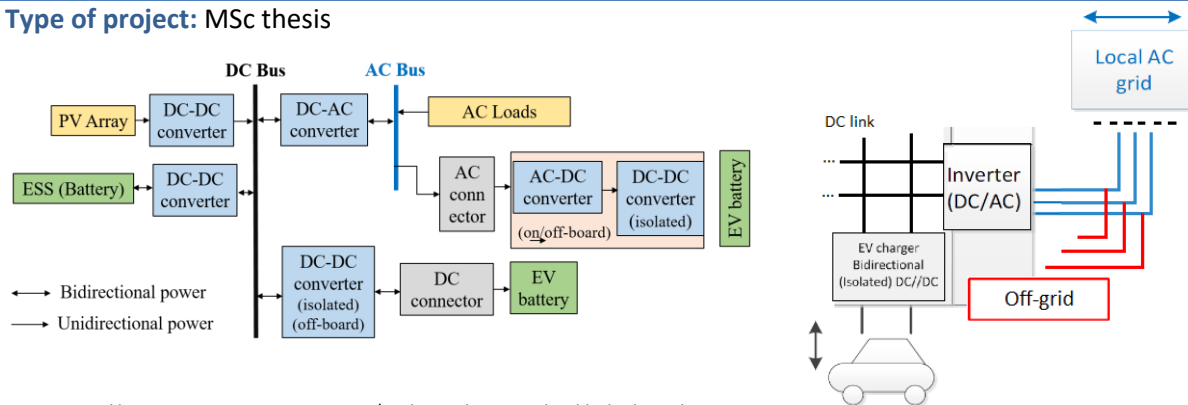 Type of project: MSc thesis
DC Bus
AC Bus
PV Array
DC-DC
converter
DC-AC
converter
AC Loads
ESS (Battery)
DC-DC
converter
AC
conn
ector
AC-DC
converter
DC-DC
converter
(isolated)
(on/off-board)
EV battery
DC-DC
converter
(isolated)
(off-board)
DC
connector
EV
battery
Bidirectional power
Unidirectional power
Local AC
grid
DC link
...
...
Inverter
(DC/AC)
EV charger
Bidirectional
(Isolated) DC//DC
Off-grid